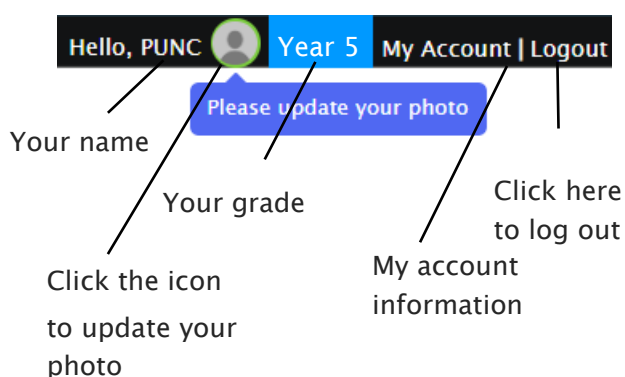 Hello, PUNC Year 5 My Account | Logout
Please update your photo
Your name
Your grade
Click here
to log out
My account
information
Click the icon
to update your
photo